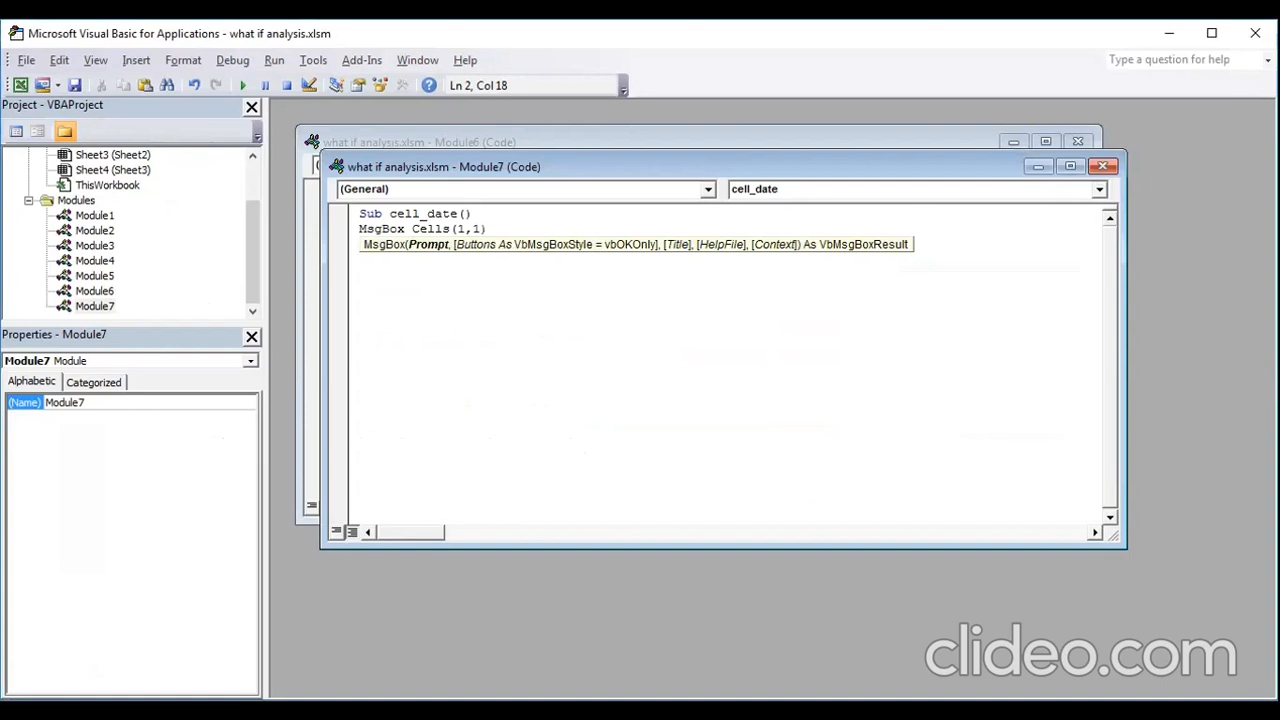 Microsoft Visual Basic for Applications - what if analysis.xlsm
File Edit View Insert Format Debug Run Tools Add-Ins Window Help
Type a question for help
Ln 2, Col 18
Project - VBAProject
Sheet3 (Sheet2)
Sheet4 (Sheet3)
ThisWorkbook
Modules
Module1
Module2
Module3
Module4
Module5
Module6
Module7
Properties - Module7
Module7 Module
Alphabetic Categorized
(Name) Module7
what if analysis.xlsm - Module6 (Code)
what if analysis.xlsm - Module7 (Code)
(General) cell_date
Sub cell_date()
MsgBox Cells(1,1)
MsgBox(Prompt, [Buttons As VbMsgBoxStyle = vbOKOnly], [Title], [HelpFile], [Context]) As VbMsgBoxResult
clideo.com